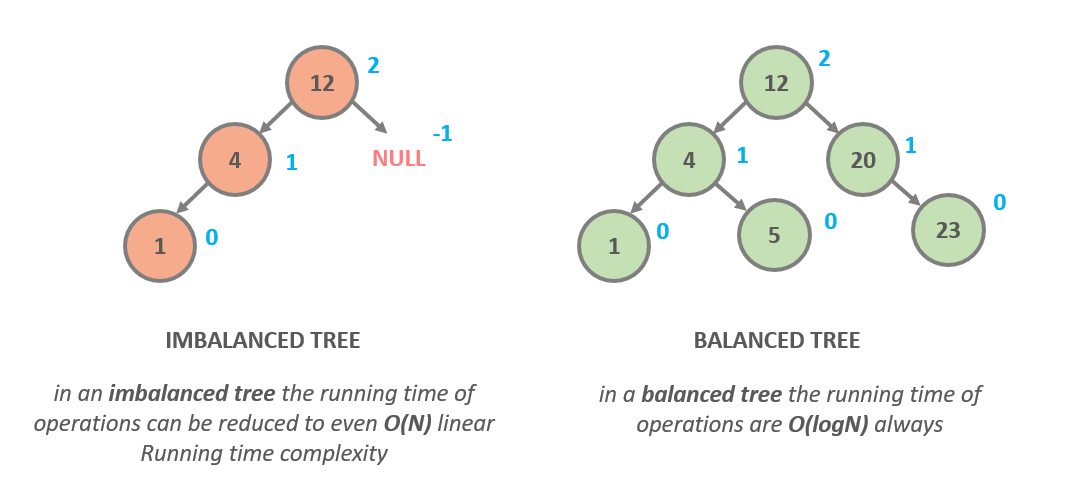 12
2
4
1
NULL
-1
1
0
IMBALANCED TREE
in an imbalanced tree the running time of
operations can be reduced to even O(N) linear
Running time complexity
12
2
4
1
20
1
1
0
5
0
23
0
BALANCED TREE
in a balanced tree the running time of
operations are O(logN) always